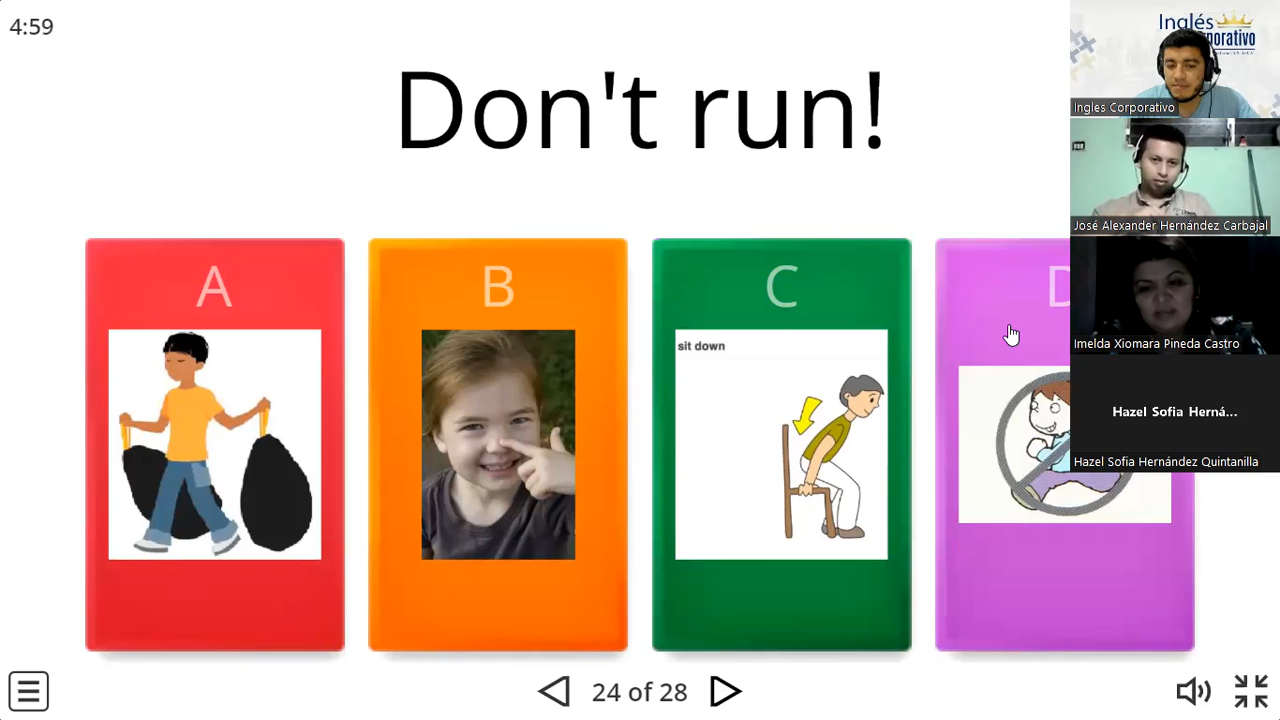 4:59
Don't run!
A
B
C
D
sit down
24 of 28
Inglés
Ingles Corporativo
José Alexander Hernández Carbajal
Imelda Xiomara Pineda Castro
Hazel Sofia Herná...
Hazel Sofia Hernández Quintanilla